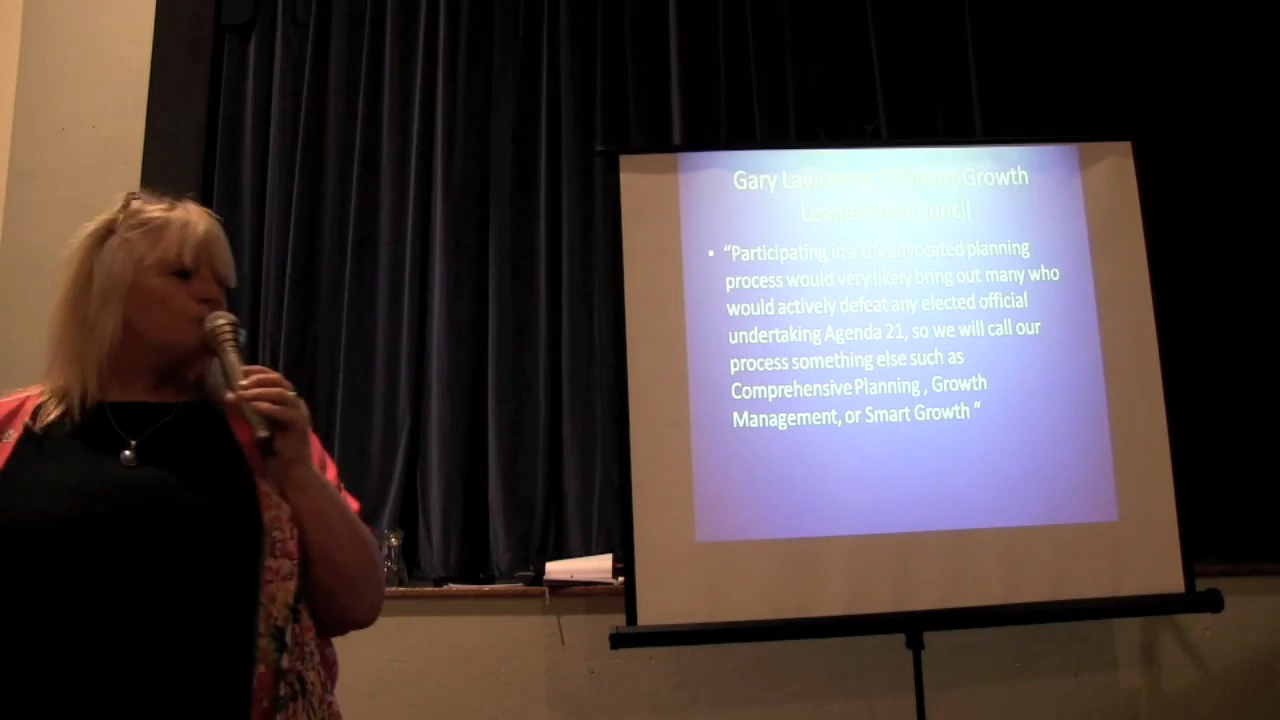 Gary Growth
Council
• “Participating in a UN advocated planning
process would very likely bring out many who
would actively defeat any elected official
undertaking Agenda 21, so we will call our
process something else such as
Comprehensive Planning , Growth
Management, or Smart Growth “